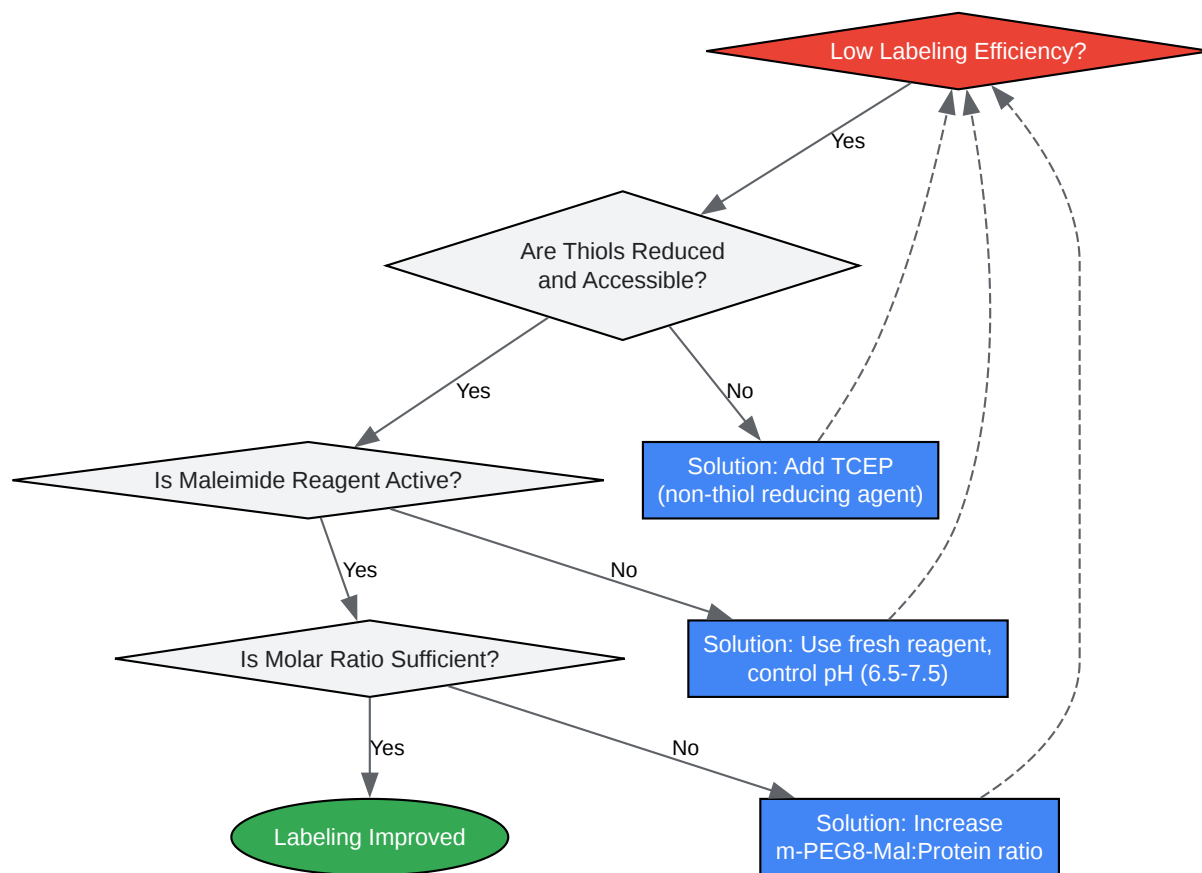 Low Labeling Efficiency?
Yes
Are Thiols Reduced
and Accessible?
Yes
No
Is Maleimide Reagent Active?
Solution: Add TCEP
(non-thiol reducing agent)
Yes
No
Is Molar Ratio Sufficient?
Solution: Use fresh reagent,
control pH (6.5-7.5)
Yes
No
Labeling Improved
Solution: Increase
m-PEG8-Mal:Protein ratio